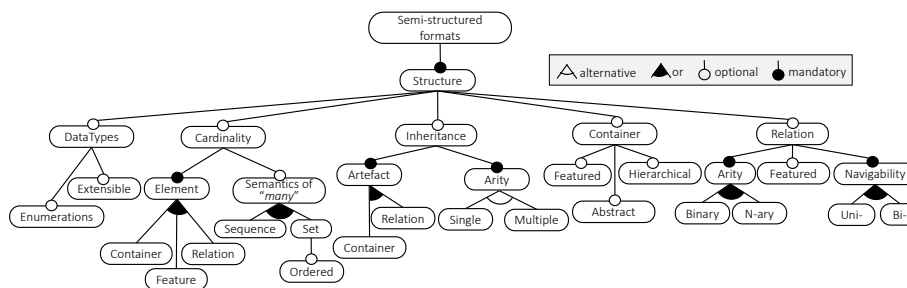 Semi-structured
formats
Structure
alternative
or
optional
mandatory
DataTypes
Cardinality
Inheritance
Container
Relation
Extensible
Enumerations
Element
Semantics of
"many"
Artefact
Arity
Featured
Hierarchical
Abstract
Arity
Featured
Navigability
Container
Feature
Relation
Sequence
Set
Ordered
Relation
Container
Single
Multiple
Binary
N-ary
Uni-
Bi-